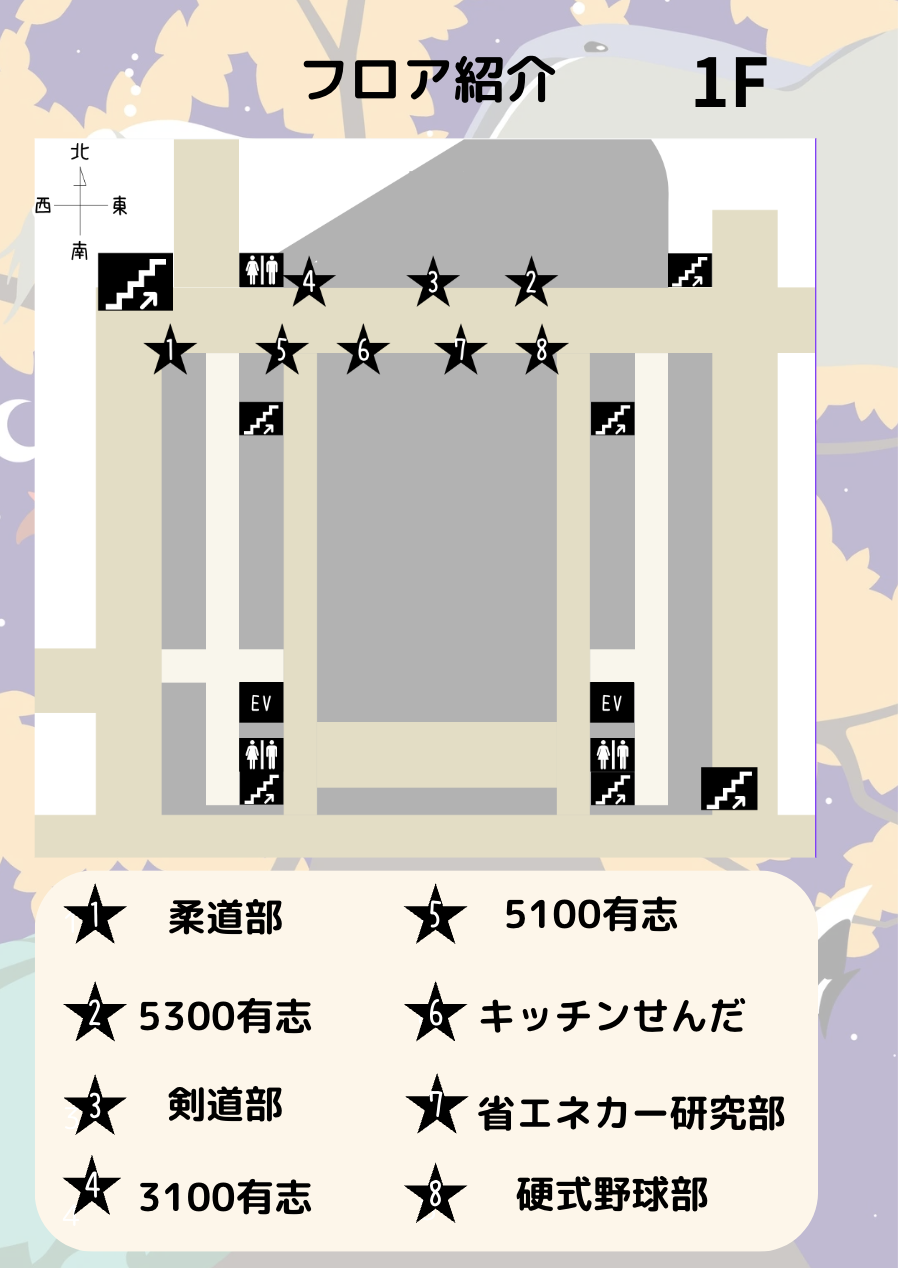 フロア紹介 1F
北
西 東
南
4 3 2
1 5 6 7 8
EV EV
1 柔道部
2 5300有志
3 剣道部
4 3100有志
5 5100有志
6 キッチンせんだ
7 省エネカー研究部
8 硬式野球部